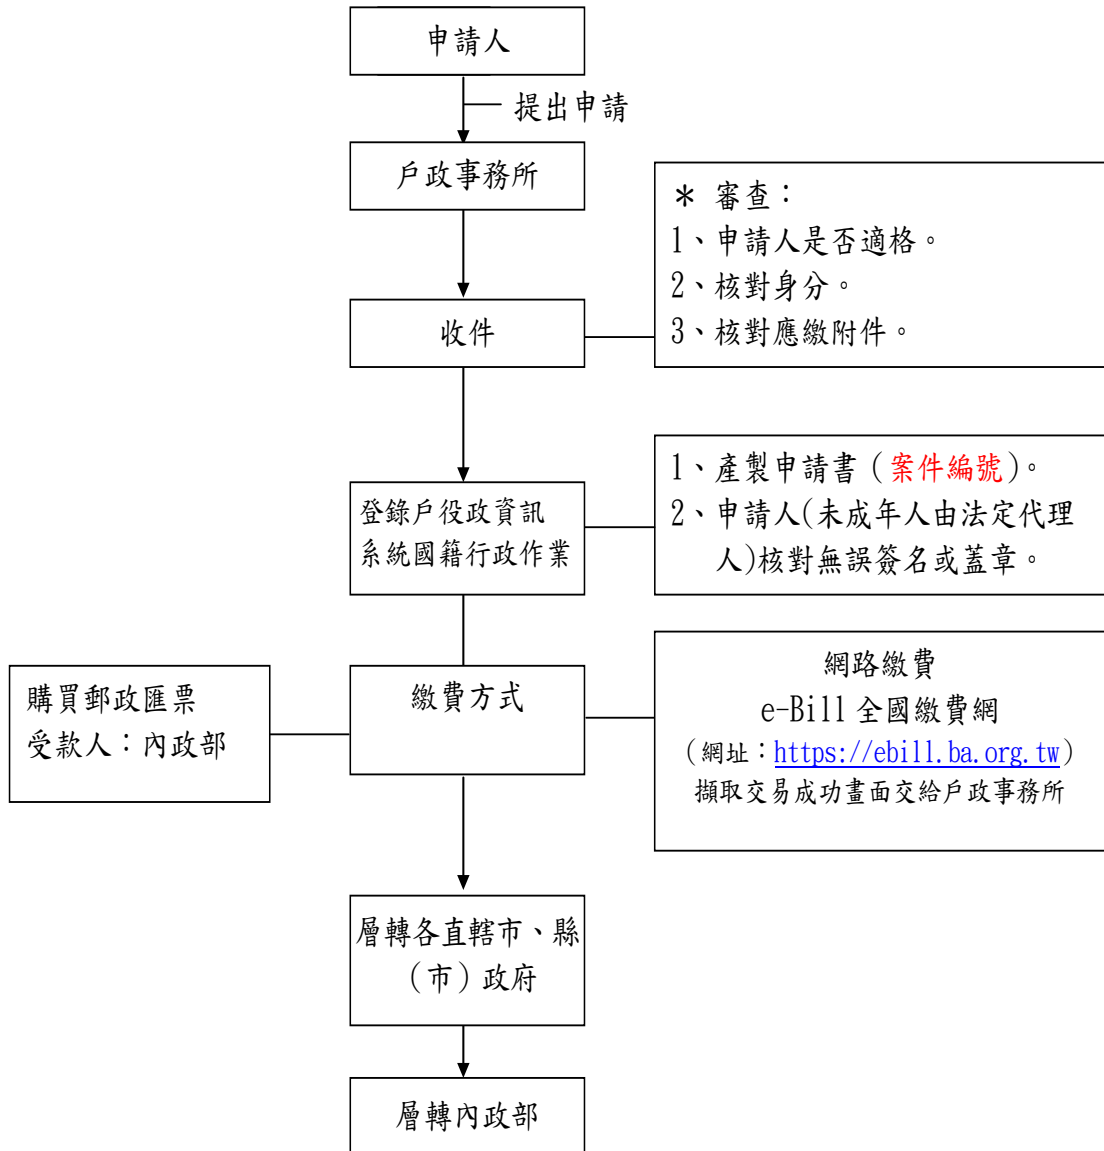 申請人
提出申請
戶政事務所
＊ 審查：
1、申請人是否適格。
2、核對身分。
3、核對應繳附件。
收件
1、產製申請書（案件編號）。
2、申請人(未成年人由法定代理
人)核對無誤簽名或蓋章。
登錄戶役政資訊
系統國籍行政作業
購買郵政匯票
受款人：內政部
繳費方式
網路繳費
e-Bill 全國繳費網
（網址：https://ebill.ba.org.tw）
擷取交易成功畫面交給戶政事務所
層轉各直轄市、縣
（市）政府
層轉內政部